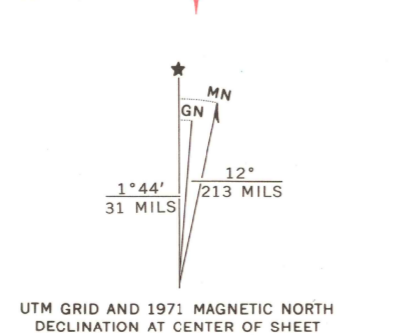 MN
GN
12°
213 MILS
1°44′
31 MILS
UTM GRID AND 1971 MAGNETIC NORTH
DECLINATION AT CENTER OF SHEET